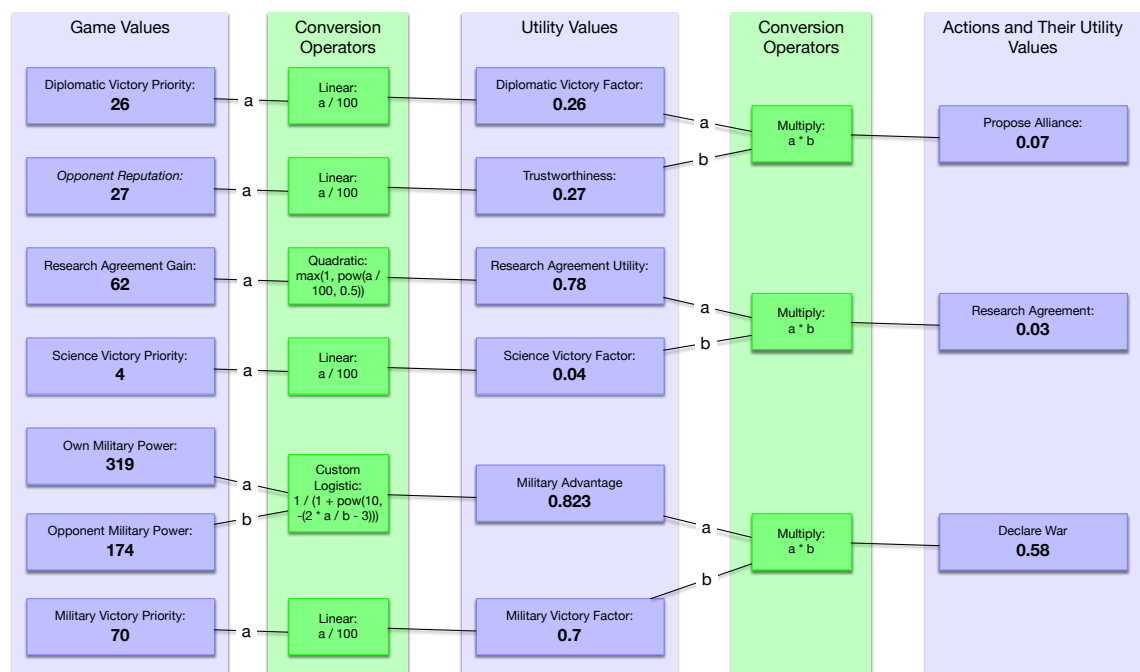 Game Values
Conversion
Operators
Utility Values
Conversion
Operators
Actions and Their Utility
Values
Diplomatic Victory Priority:
26
a
Linear:
a / 100
Diplomatic Victory Factor:
0.26
a
Multiply:
a * b
Propose Alliance:
0.07
b
Opponent Reputation:
27
a
Linear:
a / 100
Trustworthiness:
0.27
Research Agreement Gain:
62
a
Quadratic:
max(1, pow(a /
100, 0.5))
Research Agreement Utility:
0.78
a
Multiply:
a * b
Research Agreement:
0.03
b
Science Victory Priority:
4
a
Linear:
a / 100
Science Victory Factor:
0.04
Own Military Power:
319
a
Custom
Logistic:
1 / (1 + pow(10,
-(2 * a / b - 3)))
b
Opponent Military Power:
174
Military Advantage
0.823
a
Multiply:
a * b
Declare War
0.58
b
Military Victory Priority:
70
a
Linear:
a / 100
Military Victory Factor:
0.7